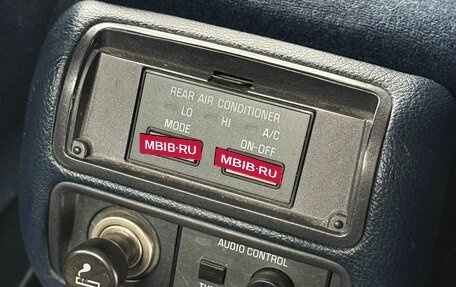 REAR AIR CONDITIONER
LO HI A/C
MODE ON-OFF
MBIB·RU MBIB·RU
AUDIO CONTROL